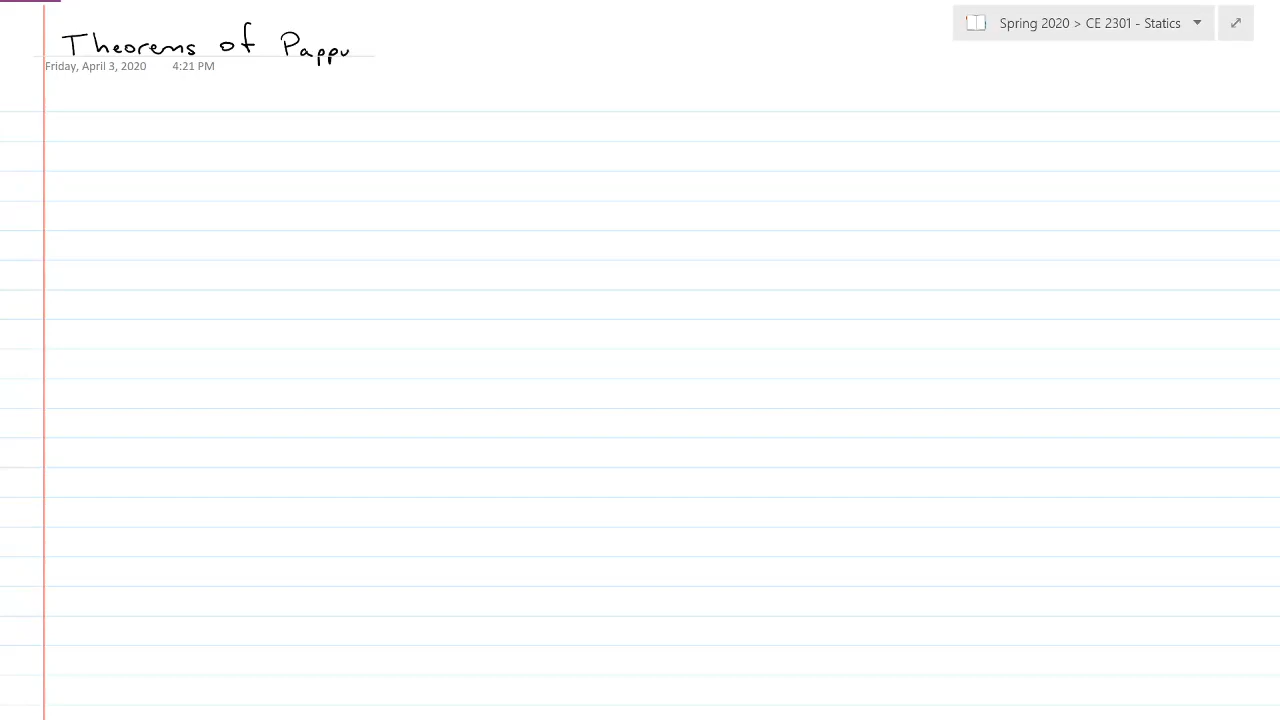 Theorems of Pappu
Spring 2020 > CE 2301 - Statics
Friday, April 3, 2020 4:21 PM